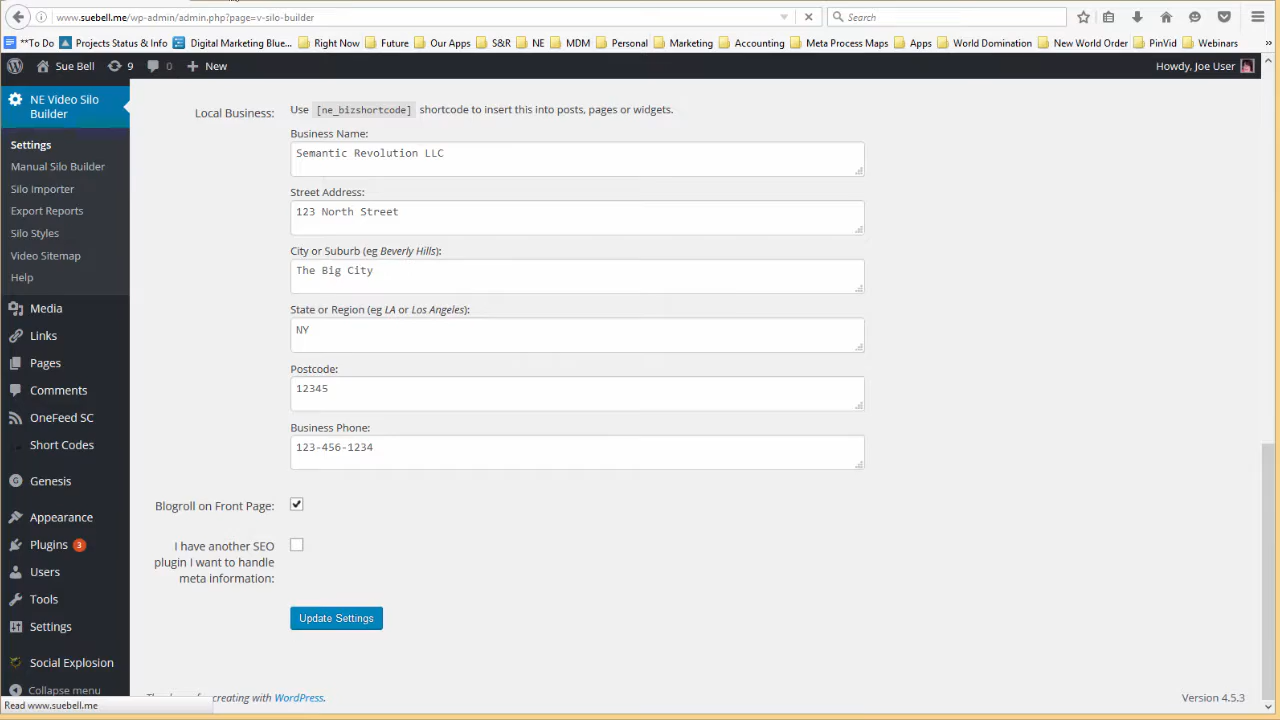 www.suebell.me/wp-admin/admin.php?page=v-silo-builder
Search
**To Do
Projects Status & Info
Digital Marketing Blue...
Right Now
Future
Our Apps
S&R
NE
MDM
Personal
Marketing
Accounting
Meta Process Maps
Apps
World Domination
New World Order
PinVid
Webinars
»
Sue Bell
9
0
New
Howdy, Joe User
NE Video Silo
Builder
Settings
Manual Silo Builder
Silo Importer
Export Reports
Silo Styles
Video Sitemap
Help
Media
Links
Pages
Comments
OneFeed SC
Short Codes
Genesis
Appearance
Plugins 3
Users
Tools
Settings
Social Explosion
Collapse menu
Read www.suebell.me
Local Business:
Use [ne_bizshortcode] shortcode to insert this into posts, pages or widgets.
Business Name:
Semantic Revolution LLC
Street Address:
123 North Street
City or Suburb (eg Beverly Hills):
The Big City
State or Region (eg LA or Los Angeles):
NY
Postcode:
12345
Business Phone:
123-456-1234
Blogroll on Front Page:
I have another SEO
plugin I want to handle
meta information:
Update Settings
creating with WordPress.
Version 4.5.3